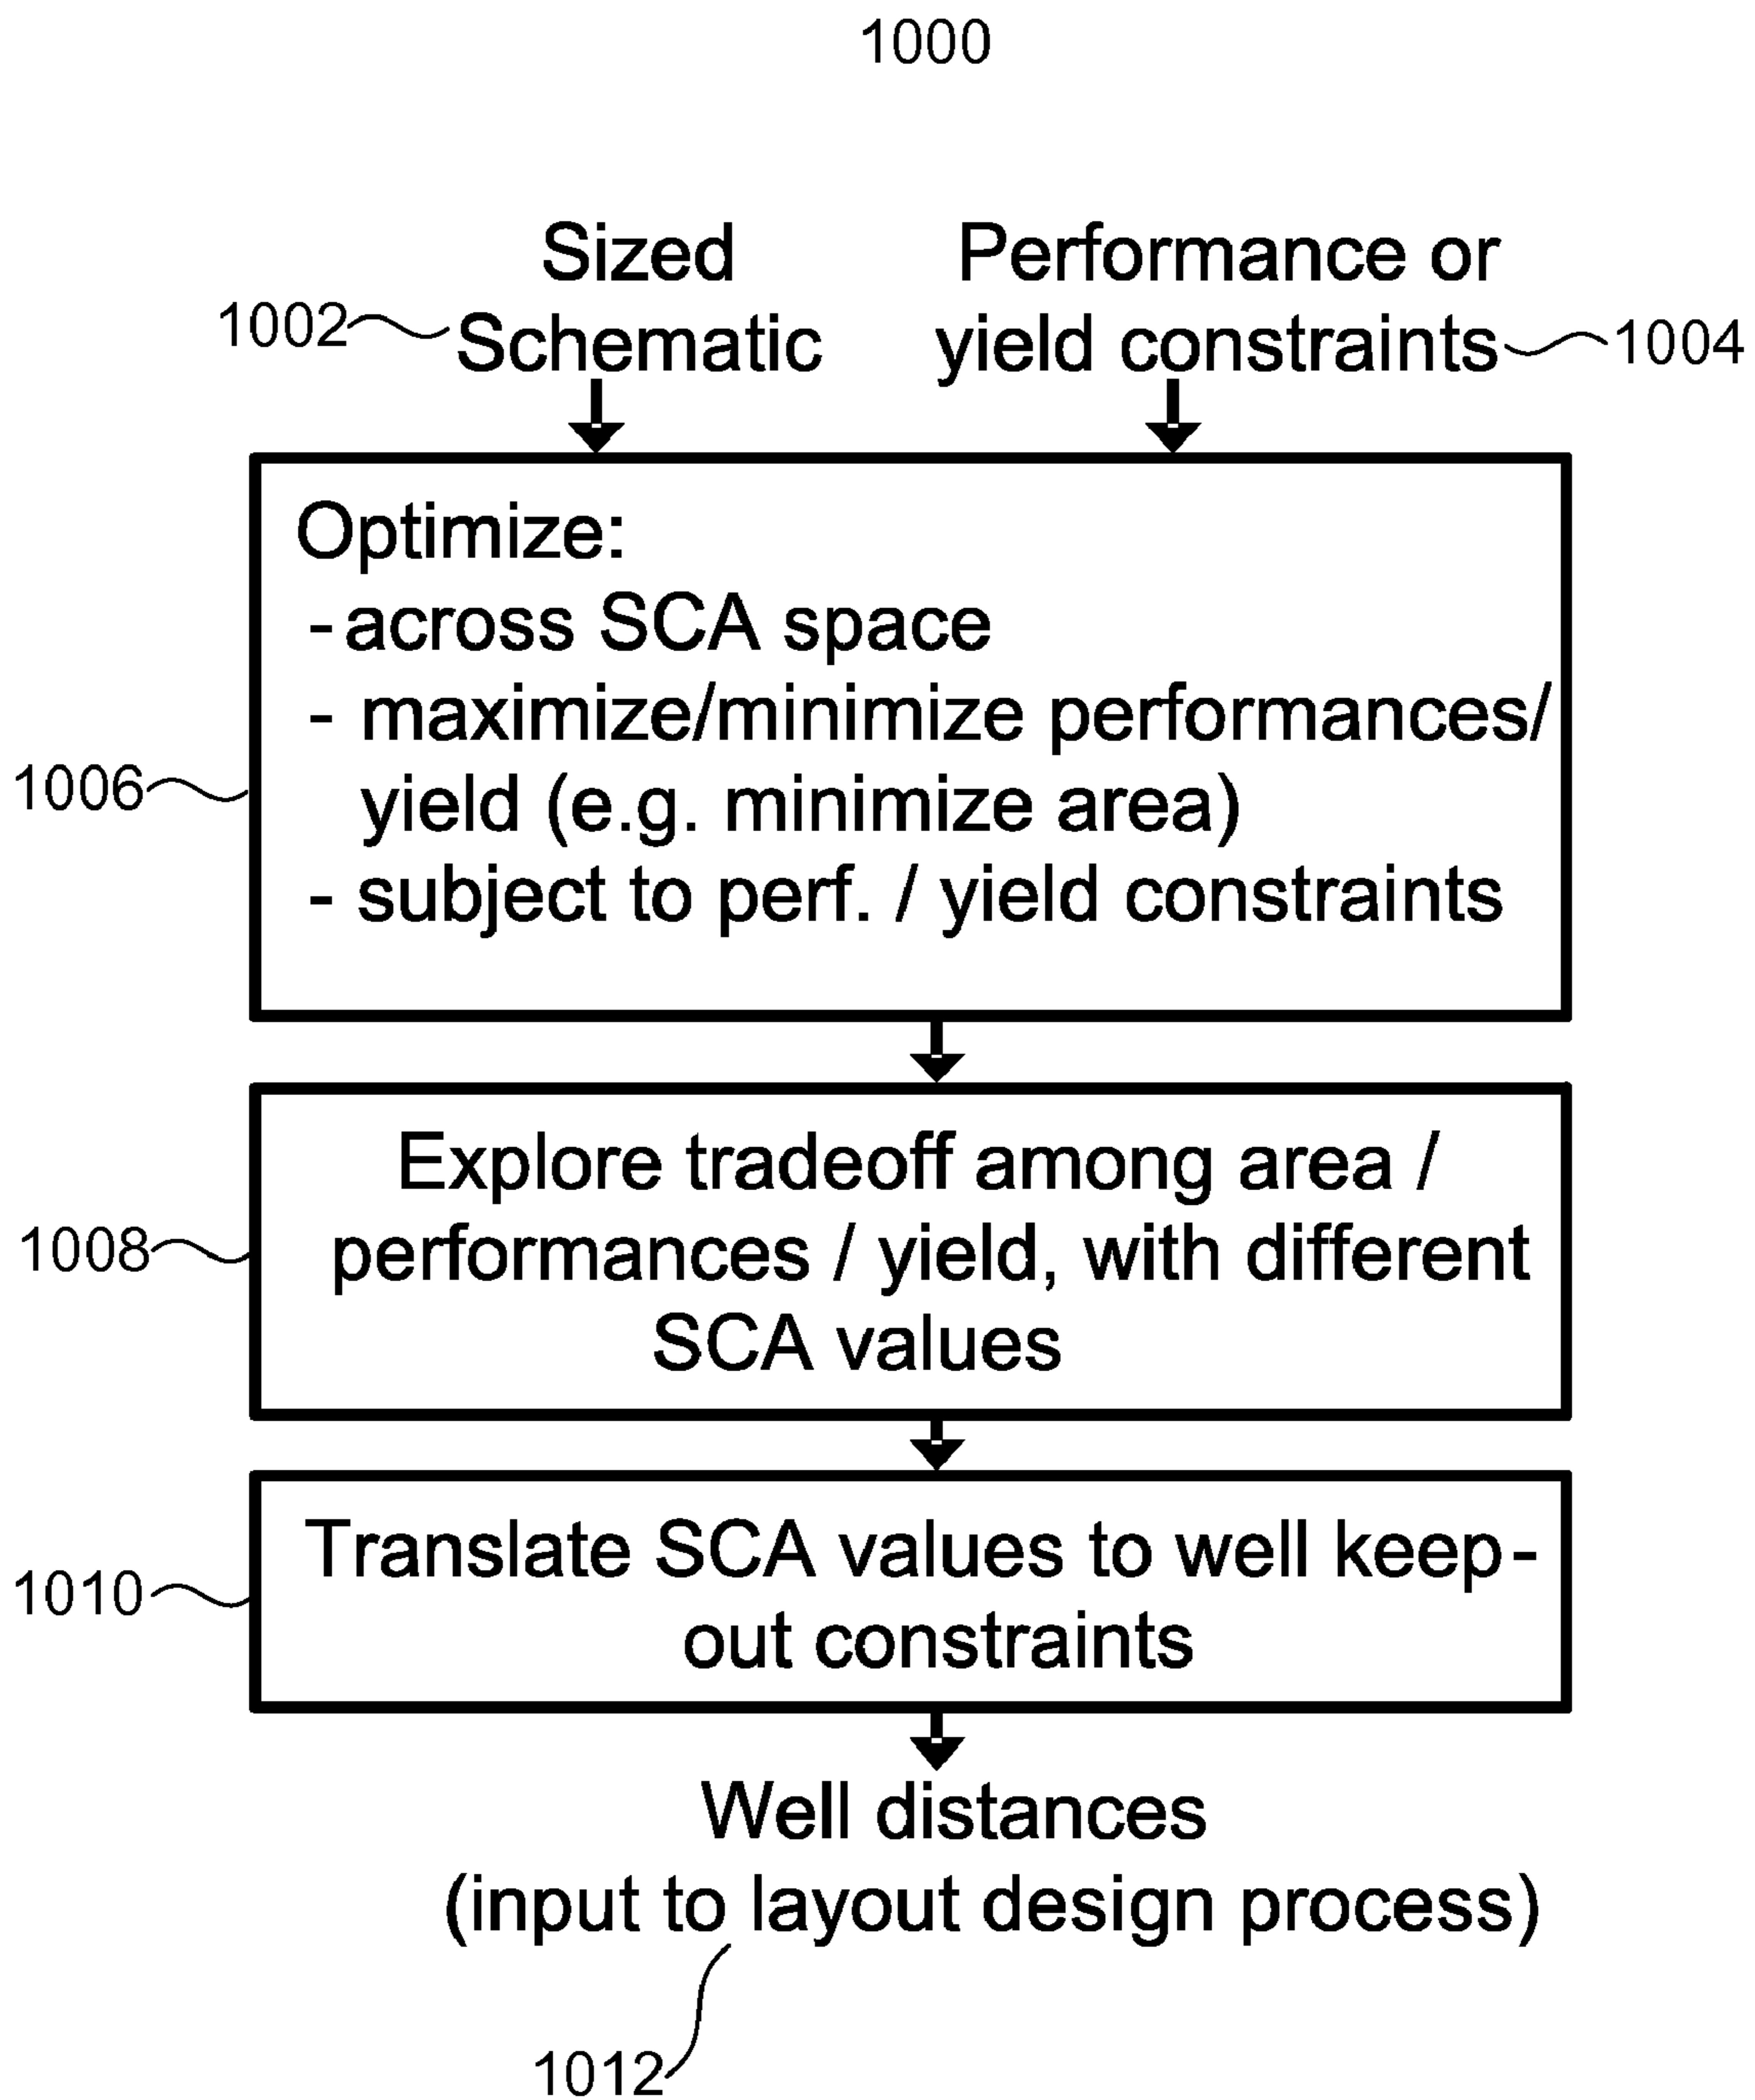 1000
Sized
Schematic
1002
Performance or
yield constraints
1004
Optimize:
- across SCA space
- maximize/minimize performances/
yield (e.g. minimize area)
- subject to perf. / yield constraints
1006
Explore tradeoff among area /
performances / yield, with different
SCA values
1008
Translate SCA values to well keep-
out constraints
1010
Well distances
(input to layout design process)
1012